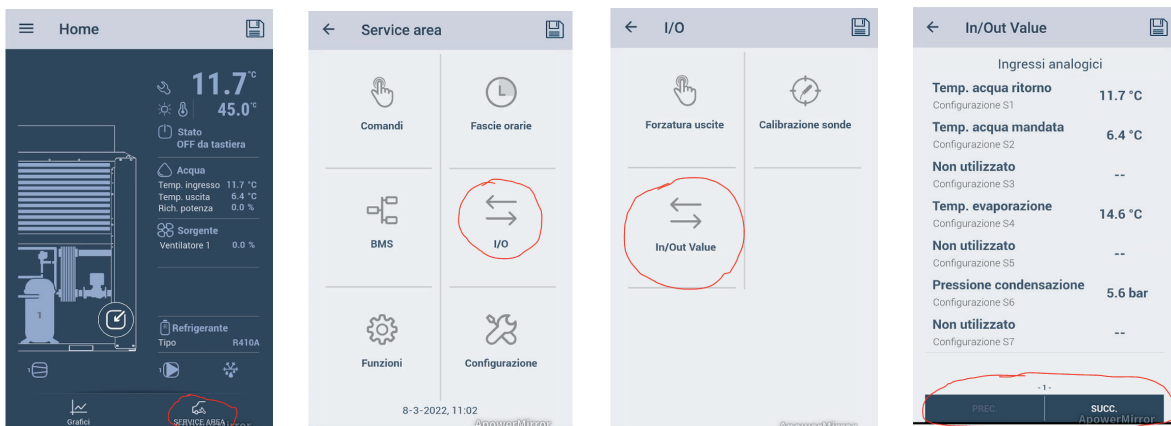 Home
11.7°C
45.0°C
Stato
OFF da tastiera
Acqua
Temp. ingresso 11.7 °C
Temp. uscita 6.4 °C
Rich. potenza 0.0 %
Sorgente
Ventilatore 1 0.0 %
1
Refrigerante
Tipo R410A
1
1
Grafici
SERVICE AREA
Service area
Comandi
Fascie orarie
BMS
I/O
Funzioni
Configurazione
8-3-2022, 11:02
ApowerMirror
I/O
Forzatura uscite
Calibrazione sonde
In/Out Value
ApowerMirror
In/Out Value
Ingressi analogici
Temp. acqua ritorno 11.7 °C
Configurazione S1
Temp. acqua mandata 6.4 °C
Configurazione S2
Non utilizzato --
Configurazione S3
Temp. evaporazione 14.6 °C
Configurazione S4
Non utilizzato --
Configurazione S5
Pressione condensazione 5.6 bar
Configurazione S6
Non utilizzato --
Configurazione S7
- 1 -
PREC. SUCC.
ApowerMirror